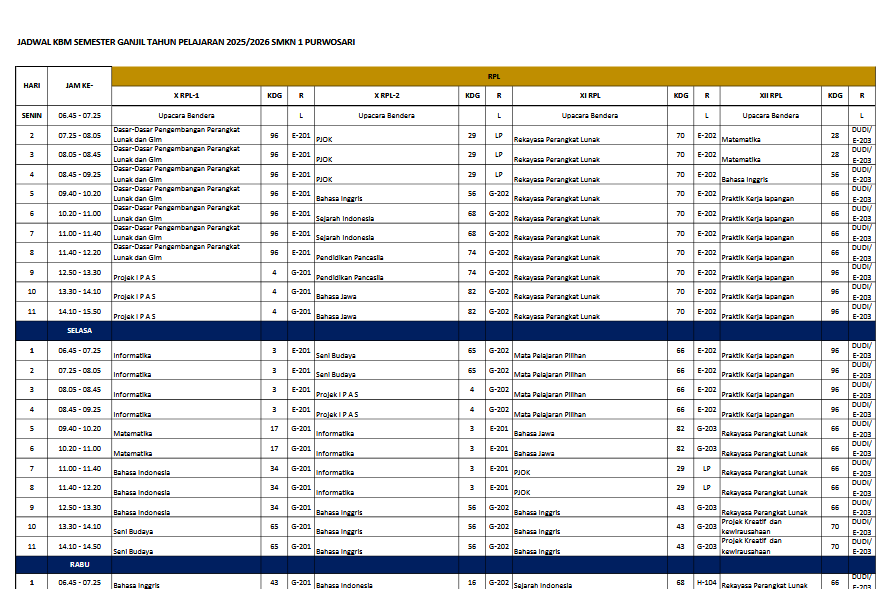 JADWAL KBM SEMESTER GANJIL TAHUN PELAJARAN 2025/2026 SMKN 1 PURWOSARI
HARI JAM KE- RPL
X RPL-1 KDG R X RPL-2 KDG R XI RPL KDG R XII RPL KDG R
SENIN 06.45 - 07.25 Upacara Bendera L Upacara Bendera L Upacara Bendera L Upacara Bendera L
2 07.25 - 08.05 Dasar-Dasar Pengembangan Perangkat Lunak dan Gim 96 E-201 PJOK 29 LP Rekayasa Perangkat Lunak 70 E-202 Matematika 28 DUDI/ E-203
3 08.05 - 08.45 Dasar-Dasar Pengembangan Perangkat Lunak dan Gim 96 E-201 PJOK 29 LP Rekayasa Perangkat Lunak 70 E-202 Matematika 28 DUDI/ E-203
4 08.45 - 09.25 Dasar-Dasar Pengembangan Perangkat Lunak dan Gim 96 E-201 PJOK 29 LP Rekayasa Perangkat Lunak 70 E-202 Bahasa Inggris 56 DUDI/ E-203
5 09.40 - 10.20 Dasar-Dasar Pengembangan Perangkat Lunak dan Gim 96 E-201 Bahasa Inggris 56 G-202 Rekayasa Perangkat Lunak 70 E-202 Praktik Kerja lapangan 66 DUDI/ E-203
6 10.20 - 11.00 Dasar-Dasar Pengembangan Perangkat Lunak dan Gim 96 E-201 Sejarah Indonesia 68 G-202 Rekayasa Perangkat Lunak 70 E-202 Praktik Kerja lapangan 66 DUDI/ E-203
7 11.00 - 11.40 Dasar-Dasar Pengembangan Perangkat Lunak dan Gim 96 E-201 Sejarah Indonesia 68 G-202 Rekayasa Perangkat Lunak 70 E-202 Praktik Kerja lapangan 66 DUDI/ E-203
8 11.40 - 12.20 Dasar-Dasar Pengembangan Perangkat Lunak dan Gim 96 E-201 Pendidikan Pancasila 74 G-202 Rekayasa Perangkat Lunak 70 E-202 Praktik Kerja lapangan 66 DUDI/ E-203
9 12.50 - 13.30 Projek I P A S 4 G-201 Pendidikan Pancasila 74 G-202 Rekayasa Perangkat Lunak 70 E-202 Praktik Kerja lapangan 96 DUDI/ E-203
10 13.30 - 14.10 Projek I P A S 4 G-201 Bahasa Jawa 82 G-202 Rekayasa Perangkat Lunak 70 E-202 Praktik Kerja lapangan 96 DUDI/ E-203
11 14.10 - 15.50 Projek I P A S 4 G-201 Bahasa Jawa 82 G-202 Rekayasa Perangkat Lunak 70 E-202 Praktik Kerja lapangan 96 DUDI/ E-203
SELASA
1 06.45 - 07.25 Informatika 3 E-201 Seni Budaya 65 G-202 Mata Pelajaran Pilihan 66 E-202 Praktik Kerja lapangan 96 DUDI/ E-203
2 07.25 - 08.05 Informatika 3 E-201 Seni Budaya 65 G-202 Mata Pelajaran Pilihan 66 E-202 Praktik Kerja lapangan 96 DUDI/ E-203
3 08.05 - 08.45 Informatika 3 E-201 Projek I P A S 4 G-202 Mata Pelajaran Pilihan 66 E-202 Praktik Kerja lapangan 96 DUDI/ E-203
4 08.45 - 09.25 Informatika 3 E-201 Projek I P A S 4 G-202 Mata Pelajaran Pilihan 66 E-202 Praktik Kerja lapangan 96 DUDI/ E-203
5 09.40 - 10.20 Matematika 17 G-201 Informatika 3 E-201 Bahasa Jawa 82 G-203 Rekayasa Perangkat Lunak 66 DUDI/ E-203
6 10.20 - 11.00 Matematika 17 G-201 Informatika 3 E-201 Bahasa Jawa 82 G-203 Rekayasa Perangkat Lunak 66 DUDI/ E-203
7 11.00 - 11.40 Bahasa Indonesia 34 G-201 Informatika 3 E-201 PJOK 29 LP Rekayasa Perangkat Lunak 66 DUDI/ E-203
8 11.40 - 12.20 Bahasa Indonesia 34 G-201 Informatika 3 E-201 PJOK 29 LP Rekayasa Perangkat Lunak 66 DUDI/ E-203
9 12.50 - 13.30 Bahasa Indonesia 34 G-201 Bahasa Inggris 56 G-202 Bahasa Inggris 43 G-203 Rekayasa Perangkat Lunak 66 DUDI/ E-203
10 13.30 - 14.10 Seni Budaya 65 G-201 Bahasa Inggris 56 G-202 Bahasa Inggris 43 G-203 Projek Kreatif dan kewirausahaan 70 DUDI/ E-203
11 14.10 - 14.50 Seni Budaya 65 G-201 Bahasa Inggris 56 G-202 Bahasa Inggris 43 G-203 Projek Kreatif dan kewirausahaan 70 DUDI/ E-203
RABU
1 06.45 - 07.25 Bahasa Inggris 43 G-201 Bahasa Indonesia 16 G-202 Sejarah Indonesia 68 H-104 Rekayasa Perangkat Lunak 66 DUDI/ E-203